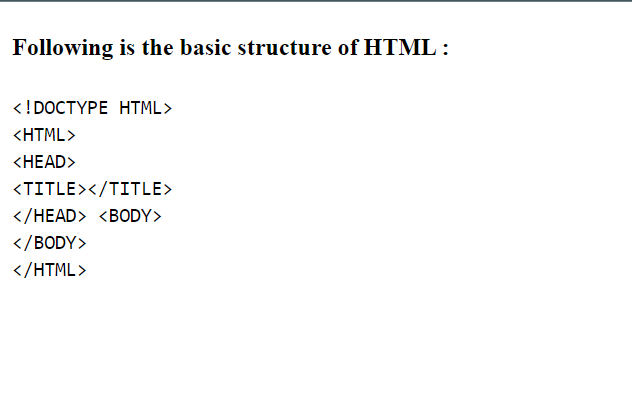 Following is the basic structure of HTML :
<!DOCTYPE HTML>
<HTML>
<HEAD>
<TITLE></TITLE>
</HEAD> <BODY>
</BODY>
</HTML>